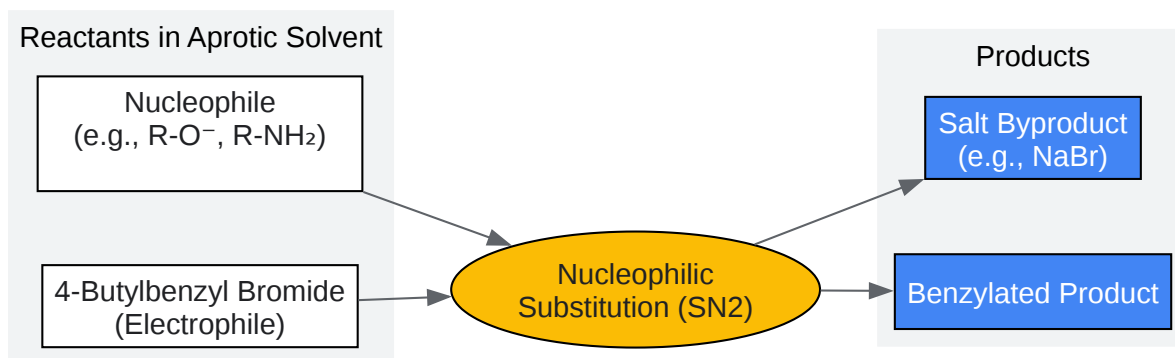 Reactants in Aprotic Solvent
Nucleophile
(e.g., R-O⁻, R-NH₂)
4-Butylbenzyl Bromide
(Electrophile)
Nucleophilic
Substitution (SN2)
Products
Salt Byproduct
(e.g., NaBr)
Benzylated Product